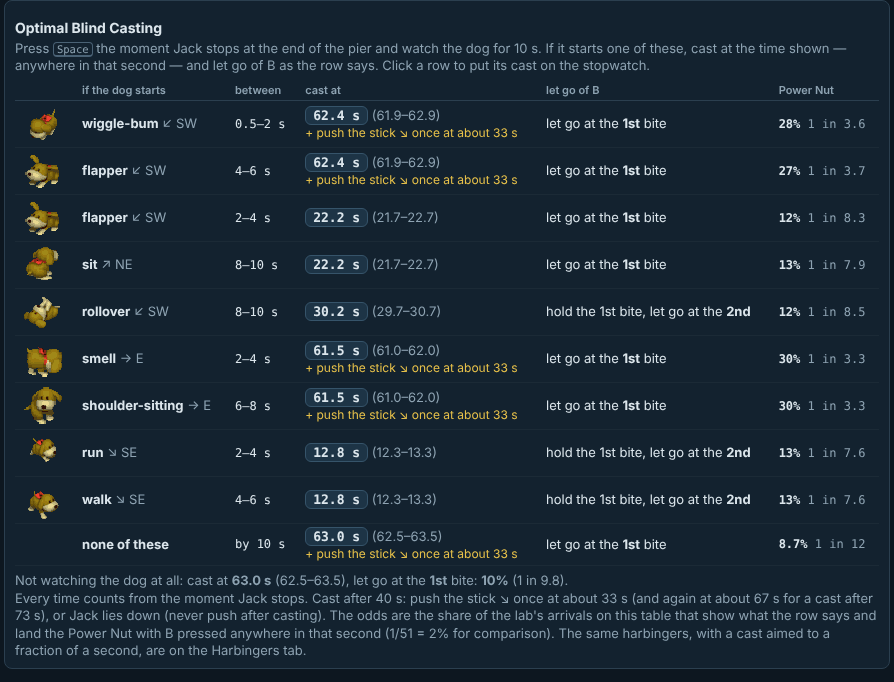 Optimal Blind Casting
Press Space the moment Jack stops at the end of the pier and watch the dog for 10 s. If it starts one of these, cast at the time shown —
anywhere in that second — and let go of B as the row says. Click a row to put its cast on the stopwatch.
if the dog starts between cast at let go of B Power Nut
wiggle-bum ↙ SW 0.5–2 s 62.4 s (61.9–62.9) let go at the 1st bite 28% 1 in 3.6
+ push the stick ↘ once at about 33 s
flapper ↙ SW 4–6 s 62.4 s (61.9–62.9) let go at the 1st bite 27% 1 in 3.7
+ push the stick ↘ once at about 33 s
flapper ↙ SW 2–4 s 22.2 s (21.7–22.7) let go at the 1st bite 12% 1 in 8.3
sit ↗ NE 8–10 s 22.2 s (21.7–22.7) let go at the 1st bite 13% 1 in 7.9
rollover ↙ SW 8–10 s 30.2 s (29.7–30.7) hold the 1st bite, let go at the 2nd 12% 1 in 8.5
smell → E 2–4 s 61.5 s (61.0–62.0) let go at the 1st bite 30% 1 in 3.3
+ push the stick ↘ once at about 33 s
shoulder-sitting → E 6–8 s 61.5 s (61.0–62.0) let go at the 1st bite 30% 1 in 3.3
+ push the stick ↘ once at about 33 s
run ↘ SE 2–4 s 12.8 s (12.3–13.3) hold the 1st bite, let go at the 2nd 13% 1 in 7.6
walk ↘ SE 4–6 s 12.8 s (12.3–13.3) hold the 1st bite, let go at the 2nd 13% 1 in 7.6
none of these by 10 s 63.0 s (62.5–63.5) let go at the 1st bite 8.7% 1 in 12
+ push the stick ↘ once at about 33 s
Not watching the dog at all: cast at 63.0 s (62.5–63.5), let go at the 1st bite: 10% (1 in 9.8).
Every time counts from the moment Jack stops. Cast after 40 s: push the stick ↘ once at about 33 s (and again at about 67 s for a cast after
73 s), or Jack lies down (never push after casting). The odds are the share of the lab's arrivals on this table that show what the row says and
land the Power Nut with B pressed anywhere in that second (1/51 = 2% for comparison). The same harbingers, with a cast aimed to a
fraction of a second, are on the Harbingers tab.